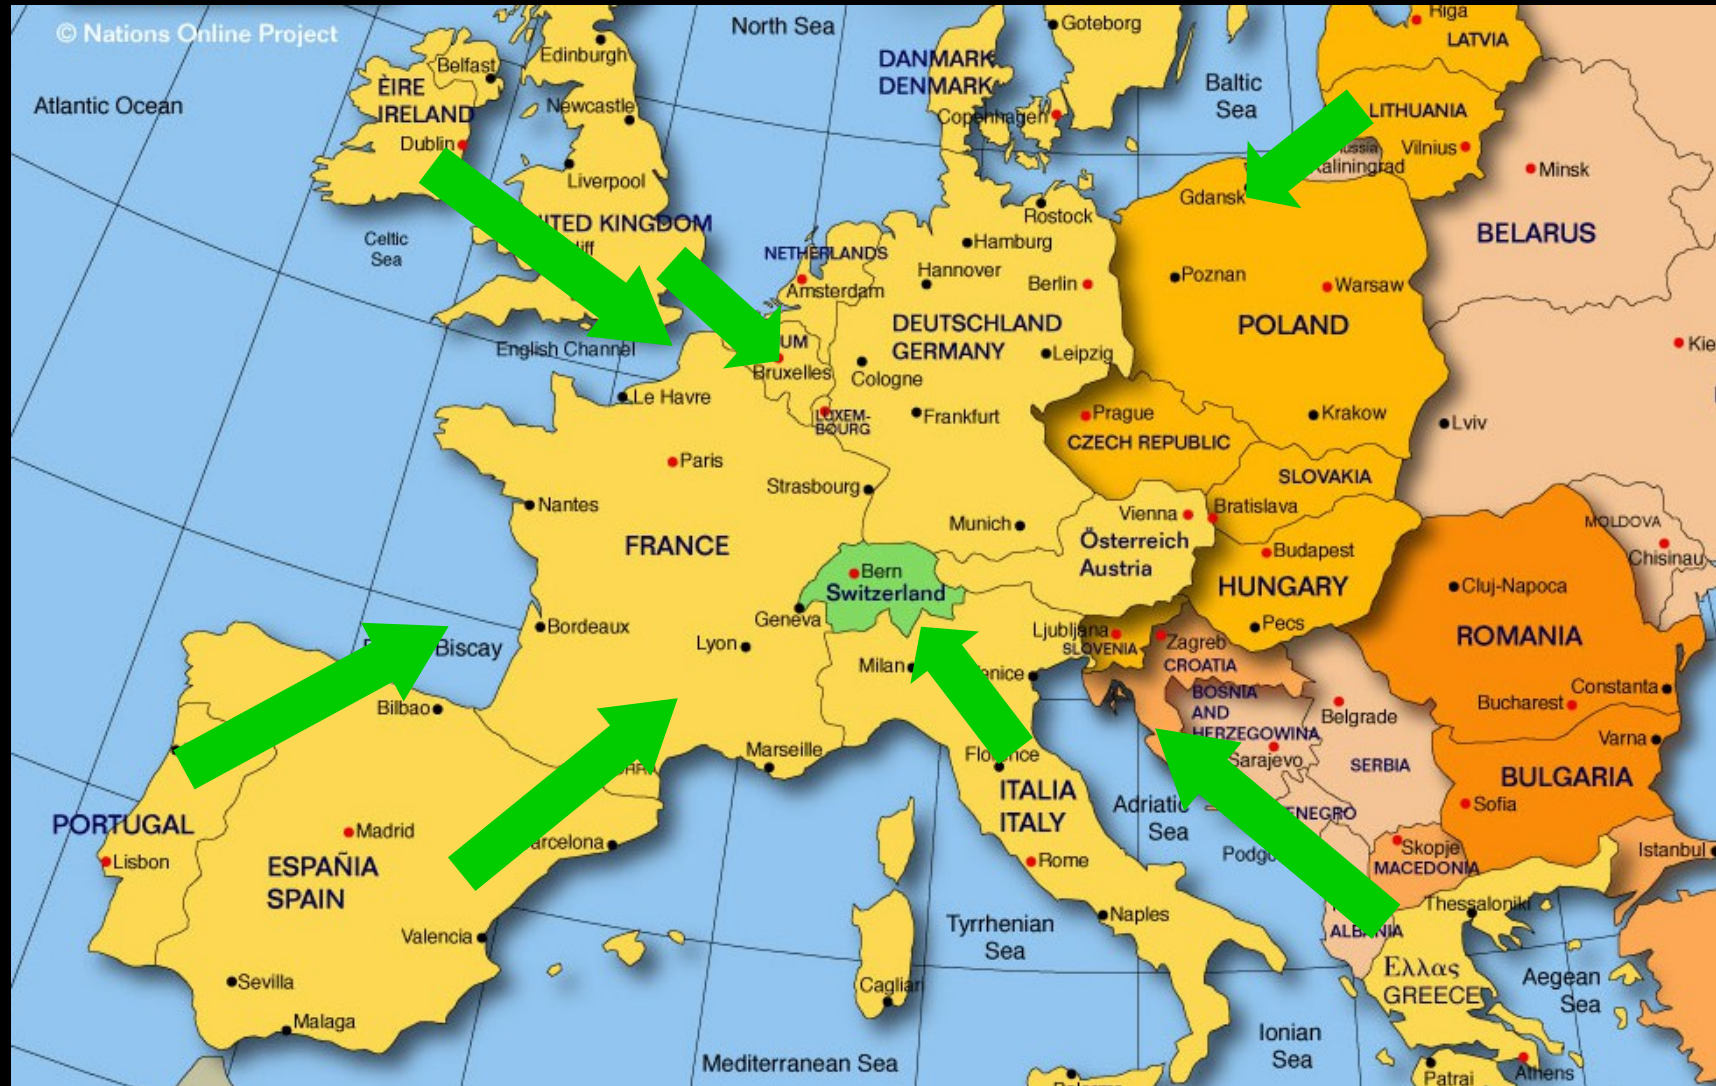 © Nations Online Project
North Sea
Goteborg
Riga
LATVIA
Edinburgh
Belfast
DANMARK
DENMARK
Baltic
Sea
ÈIRE
IRELAND
Atlantic Ocean
Newcastle
Copenhagen
LITHUANIA
Dublin
Vilnius
Kaliningrad
Minsk
Liverpool
Gdansk
Rostock
KINGDOM
BELARUS
Celtic
Sea
Hamburg
NETHERLANDS
Hannover
Poznan
Amsterdam
Berlin
Warsaw
DEUTSCHLAND
GERMANY
POLAND
English Channel
Leipzig
Bruxelles
Cologne
Le Havre
LUXEM-
BOURG
Frankfurt
Prague
Krakow
Lviv
CZECH REPUBLIC
Paris
SLOVAKIA
Strasbourg
Nantes
Bratislava
Vienna
Munich
MOLDOVA
FRANCE
Österreich
Austria
Budapest
Chisinau
Bern
Switzerland
HUNGARY
Cluj-Napoca
Geneva
Bordeaux
Pecs
Ljubljana
SLOVENIA
Zagreb
CROATIA
ROMANIA
Biscay
Lyon
Milan
BOSNIA
AND
HERZEGOWINA
Constanta
Bucharest
Bilbao
Belgrade
Varna
Marseille
Florence
Sarajevo
SERBIA
BULGARIA
ITALIA
ITALY
Adriatic
Sea
Sofia
PORTUGAL
Madrid
Skopje
MACEDONIA
Istanbul
Lisbon
ESPAÑIA
SPAIN
Rome
Thessaloniki
Naples
Tyrrhenian
Sea
ALBANIA
Valencia
Ελλας
GREECE
Aegean
Sea
Sevilla
Cagliari
Malaga
Ionian
Sea
Mediterranean Sea
Patrai
Athens